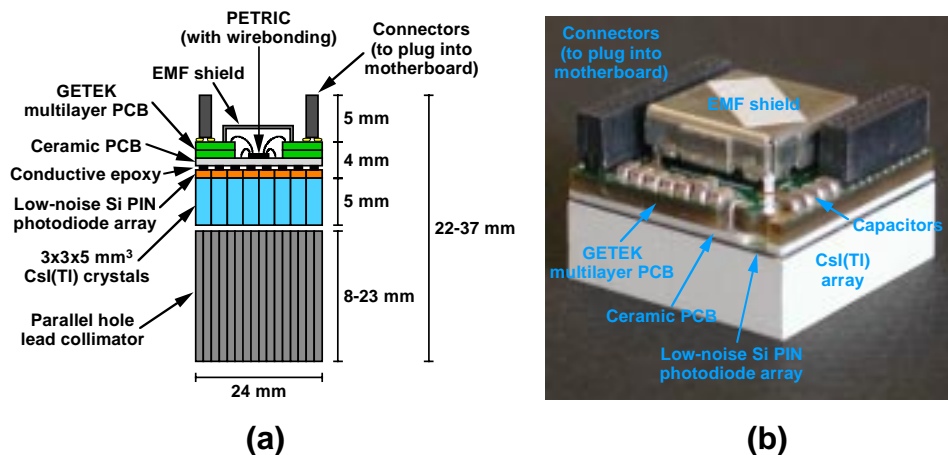 PETRIC
(with wirebonding)
Connectors
(to plug into
motherboard)
EMF shield
GETEK
multilayer PCB
Ceramic PCB
Conductive epoxy
Low-noise Si PIN
photodiode array
3x3x5 mm³
CsI(Tl) crystals
Parallel hole
lead collimator
5 mm
4 mm
5 mm
8-23 mm
22-37 mm
24 mm
(a)
Connectors
(to plug into
motherboard)
EMF shield
GETEK
multilayer PCB
Ceramic PCB
Capacitors
CsI(Tl)
array
Low-noise Si PIN
photodiode array
(b)